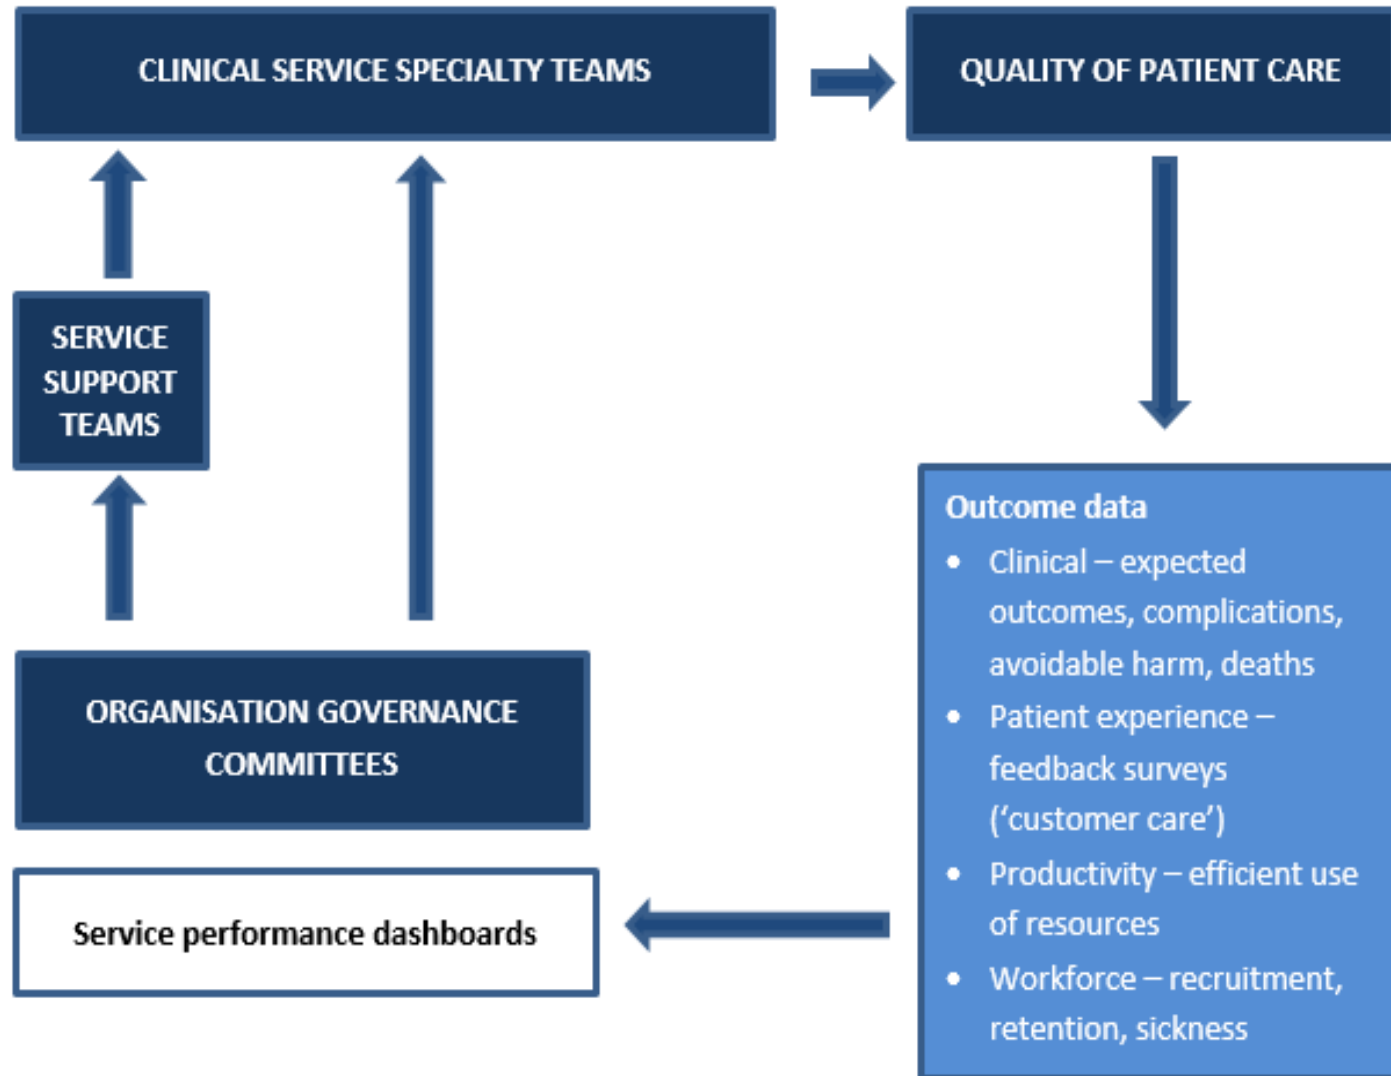 CLINICAL SERVICE SPECIALTY TEAMS
QUALITY OF PATIENT CARE
SERVICE
SUPPORT
TEAMS
ORGANISATION GOVERNANCE
COMMITTEES
Service performance dashboards
Outcome data
• Clinical – expected
outcomes, complications,
avoidable harm, deaths
• Patient experience –
feedback surveys
(‘customer care’)
• Productivity – efficient use
of resources
• Workforce – recruitment,
retention, sickness